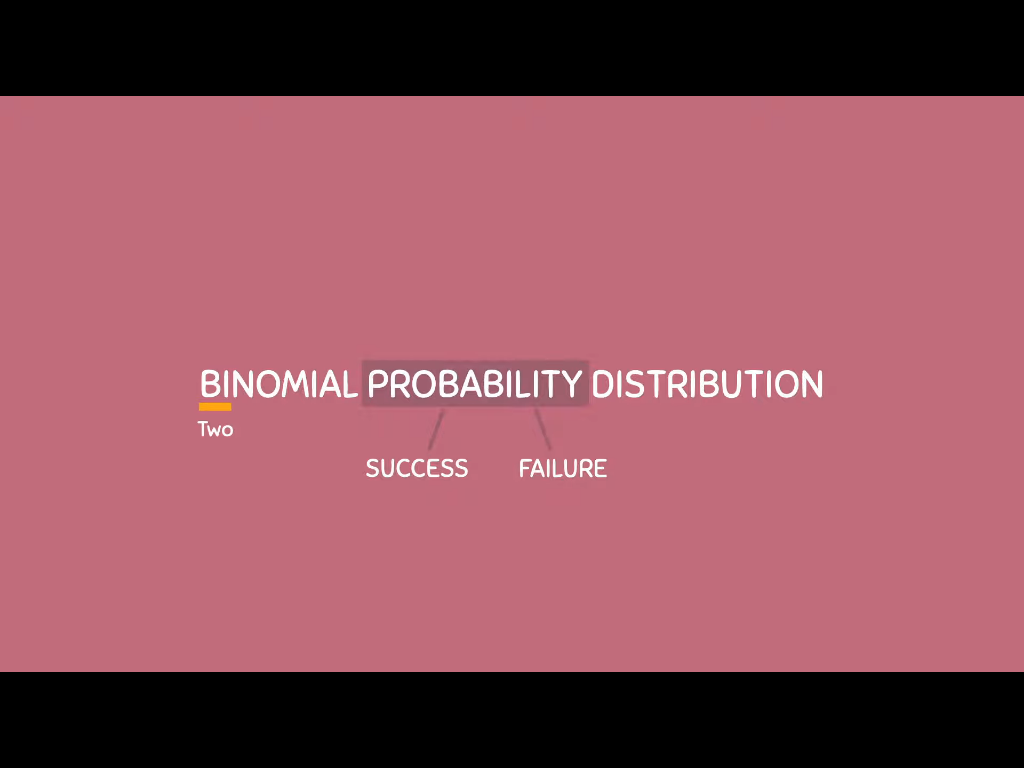 BINOMIAL PROBABILITY DISTRIBUTION
Two
SUCCESS FAILURE